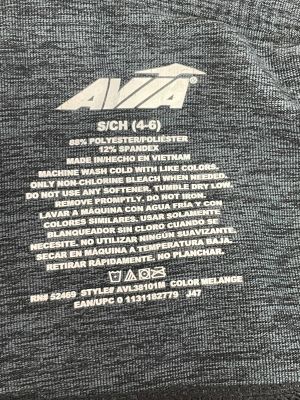 AVIA
S/CH (4-6)
88% POLYESTER/POLIÉSTER
12% SPANDEX
MADE IN/HECHO EN VIETNAM
MACHINE WASH COLD WITH LIKE COLORS.
ONLY NON-CHLORINE BLEACH WHEN NEEDED.
DO NOT USE ANY SOFTENER. TUMBLE DRY LOW.
REMOVE PROMPTLY. DO NOT IRON
LAVAR A MÁQUINA CON AGUA FRÍA Y CON
COLORES SIMILARES. USAR SOLAMENTE
BLANQUEADOR SIN CLORO CUANDO SE
NECESITE. NO UTILIZAR NINGÚN SUAVIZANTE.
SECAR EN MÁQUINA A TEMPERATURA BAJA.
RETIRAR RÁPIDAMENTE. NO PLANCHAR.
RN# 52469 STYLE# AVL38101M COLOR MELANGE
EAN/UPC 0 1131182779 J47